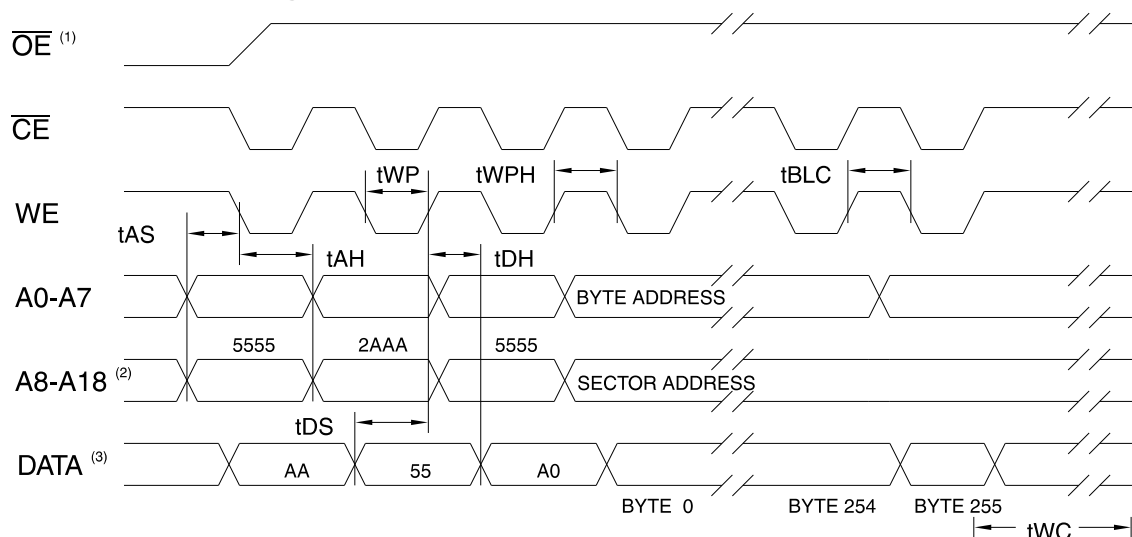 OE (1)
CE
tWP tWPH tBLC
WE
tAS
tAH tDH
A0-A7 BYTE ADDRESS
5555 2AAA 5555
A8-A18 (2) SECTOR ADDRESS
tDS
DATA (3) AA 55 A0
BYTE 0 BYTE 254 BYTE 255
tWC